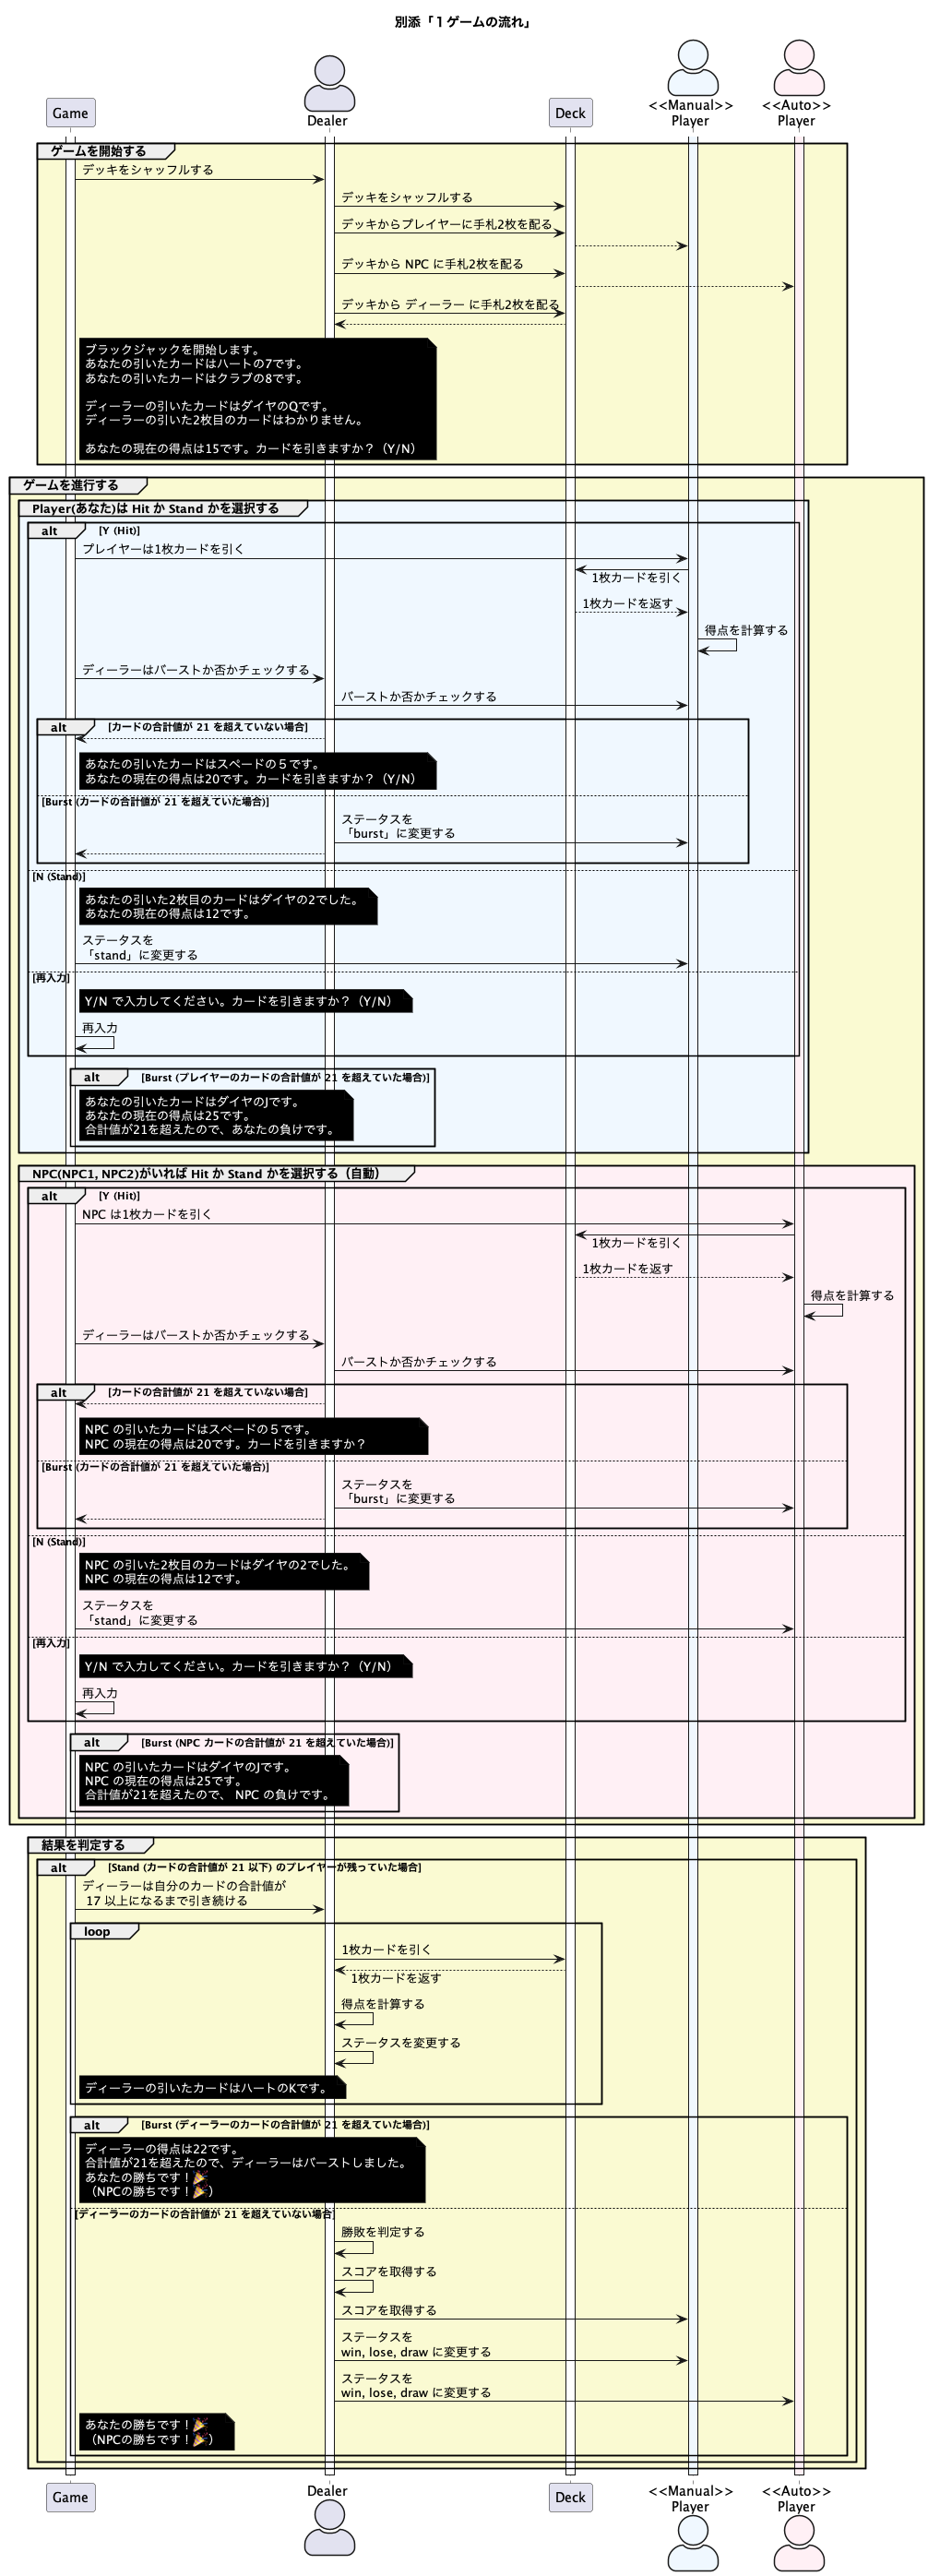 別添「１ゲームの流れ」
Game
Dealer
Deck
<<Manual>>
Player
<<Auto>>
Player
ゲームを開始する
デッキをシャッフルする
デッキをシャッフルする
デッキからプレイヤーに手札2枚を配る
デッキから NPC に手札2枚を配る
デッキから ディーラー に手札2枚を配る
ブラックジャックを開始します。
あなたの引いたカードはハートの7です。
あなたの引いたカードはクラブの8です。
ディーラーの引いたカードはダイヤのQです。
ディーラーの引いた2枚目のカードはわかりません。
あなたの現在の得点は15です。カードを引きますか？（Y/N）
ゲームを進行する
Player(あなた)は Hit か Stand かを選択する
alt
[Y (Hit)]
プレイヤーは1枚カードを引く
1枚カードを引く
1枚カードを返す
得点を計算する
ディーラーはバーストか否かチェックする
バーストか否かチェックする
alt
[カードの合計値が 21 を超えていない場合]
あなたの引いたカードはスペードの５です。
あなたの現在の得点は20です。カードを引きますか？（Y/N）
[Burst (カードの合計値が 21 を超えていた場合)]
ステータスを
「burst」に変更する
[N (Stand)]
あなたの引いた2枚目のカードはダイヤの2でした。
あなたの現在の得点は12です。
ステータスを
「stand」に変更する
[再入力]
Y/N で入力してください。カードを引きますか？（Y/N）
再入力
alt
[Burst (プレイヤーのカードの合計値が 21 を超えていた場合)]
あなたの引いたカードはダイヤのJです。
あなたの現在の得点は25です。
合計値が21を超えたので、あなたの負けです。
NPC(NPC1, NPC2)がいれば Hit か Stand かを選択する（自動）
alt
[Y (Hit)]
NPC は1枚カードを引く
1枚カードを引く
1枚カードを返す
得点を計算する
ディーラーはバーストか否かチェックする
バーストか否かチェックする
alt
[カードの合計値が 21 を超えていない場合]
NPC の引いたカードはスペードの５です。
NPC の現在の得点は20です。カードを引きますか？
[Burst (カードの合計値が 21 を超えていた場合)]
ステータスを
「burst」に変更する
[N (Stand)]
NPC の引いた2枚目のカードはダイヤの2でした。
NPC の現在の得点は12です。
ステータスを
「stand」に変更する
[再入力]
Y/N で入力してください。カードを引きますか？（Y/N）
再入力
alt
[Burst (NPC カードの合計値が 21 を超えていた場合)]
NPC の引いたカードはダイヤのJです。
NPC の現在の得点は25です。
合計値が21を超えたので、 NPC の負けです。
結果を判定する
alt
[Stand (カードの合計値が 21 以下) のプレイヤーが残っていた場合]
ディーラーは自分のカードの合計値が
17 以上になるまで引き続ける
loop
1枚カードを引く
1枚カードを返す
得点を計算する
ステータスを変更する
ディーラーの引いたカードはハートのKです。
alt
[Burst (ディーラーのカードの合計値が 21 を超えていた場合)]
ディーラーの得点は22です。
合計値が21を超えたので、ディーラーはバーストしました。
あなたの勝ちです！🎉
（NPCの勝ちです！🎉）
[ディーラーのカードの合計値が 21 を超えていない場合]
勝敗を判定する
スコアを取得する
スコアを取得する
ステータスを
win, lose, draw に変更する
ステータスを
win, lose, draw に変更する
あなたの勝ちです！🎉
（NPCの勝ちです！🎉）
Game
Dealer
Deck
<<Manual>>
Player
<<Auto>>
Player